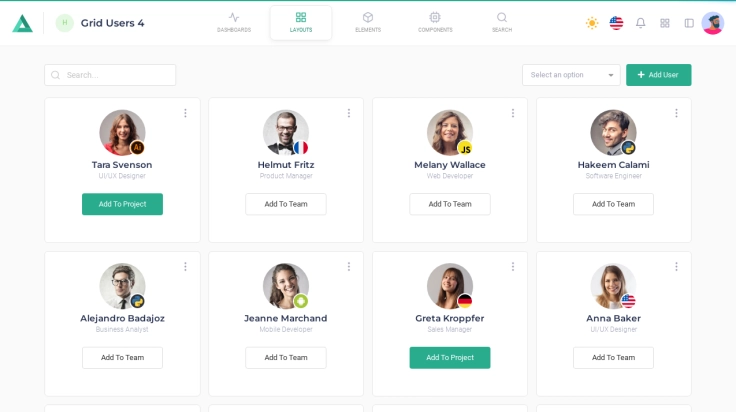 H
Grid Users 4
DASHBOARDS
LAYOUTS
ELEMENTS
COMPONENTS
SEARCH
Search...
Select an option
Add User
Ai
JS
Tara Svenson
Helmut Fritz
Melany Wallace
Hakeem Calami
UI/UX Designer
Product Manager
Web Developper
Software Engineer
Add To Project
Add To Team
Add To Team
Add To Team
Alejandro Badajoz
Jeanne Marchand
Greta Kroppfer
Anna Baker
Business Analyst
Mobile Developer
Sales Manager
UI/UX Designer
Add To Team
Add To Team
Add To Project
Add To Team